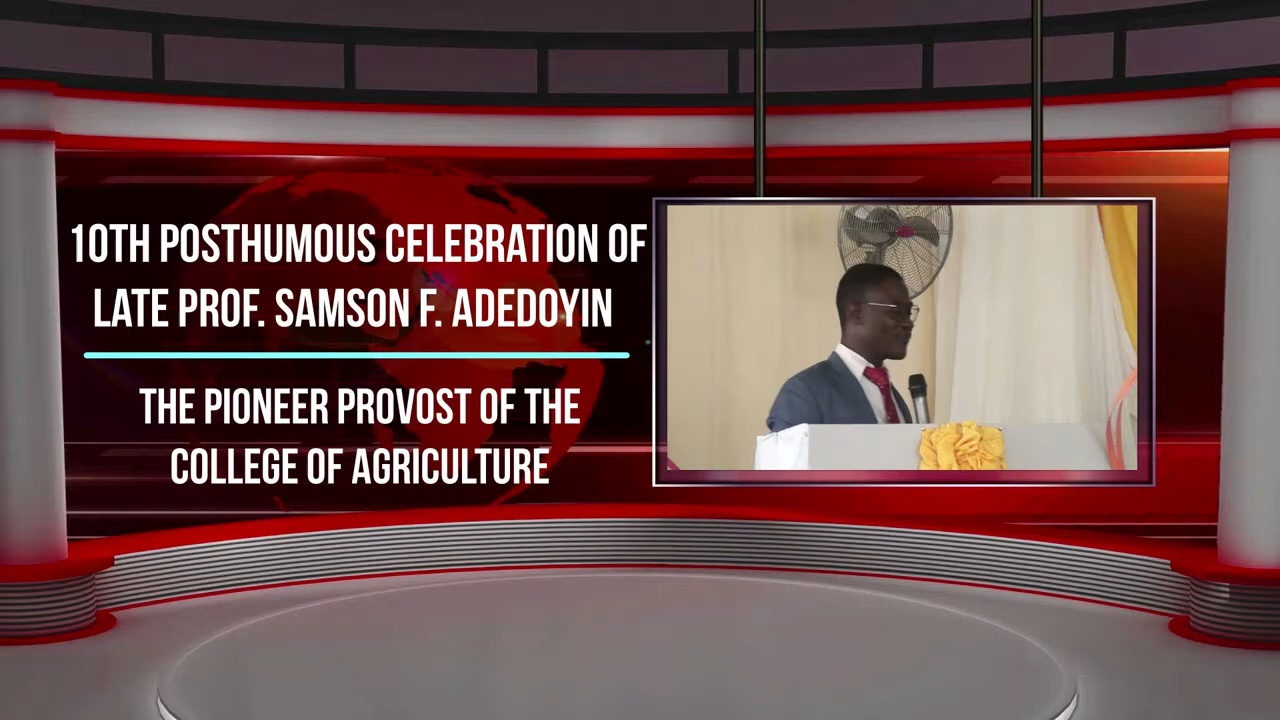 10TH POSTHUMOUS CELEBRATION OF
LATE PROF. SAMSON F. ADEDOYIN
THE PIONEER PROVOST OF THE
COLLEGE OF AGRICULTURE